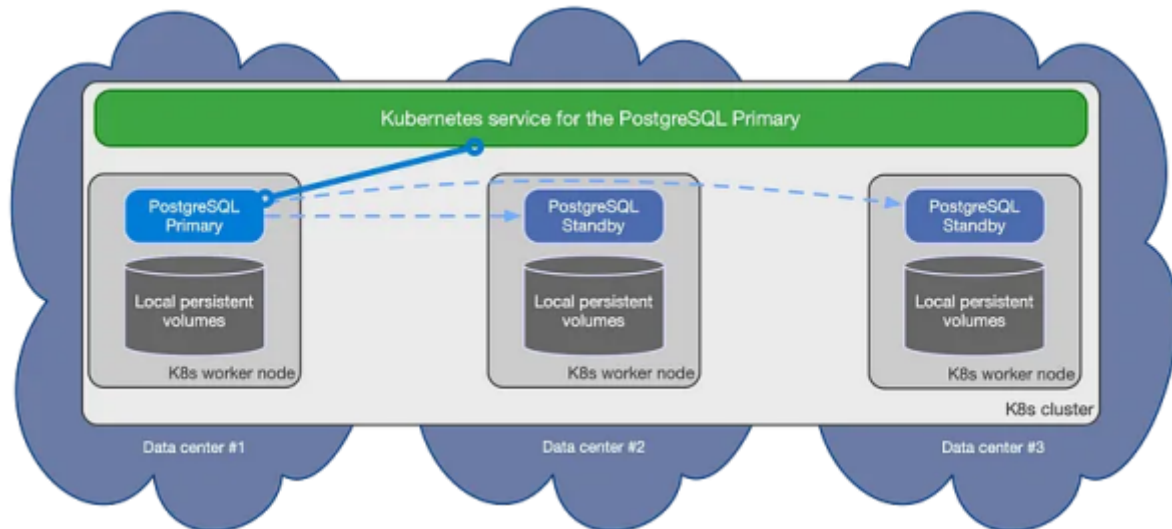 Kubernetes service for the PostgreSQL Primary
PostgreSQL
Primary
Local persistent
volumes
K8s worker node
PostgreSQL
Standby
Local persistent
volumes
K8s worker node
PostgreSQL
Standby
Local persistent
volumes
K8s worker node
K8s cluster
Data center #1
Data center #2
Data center #3